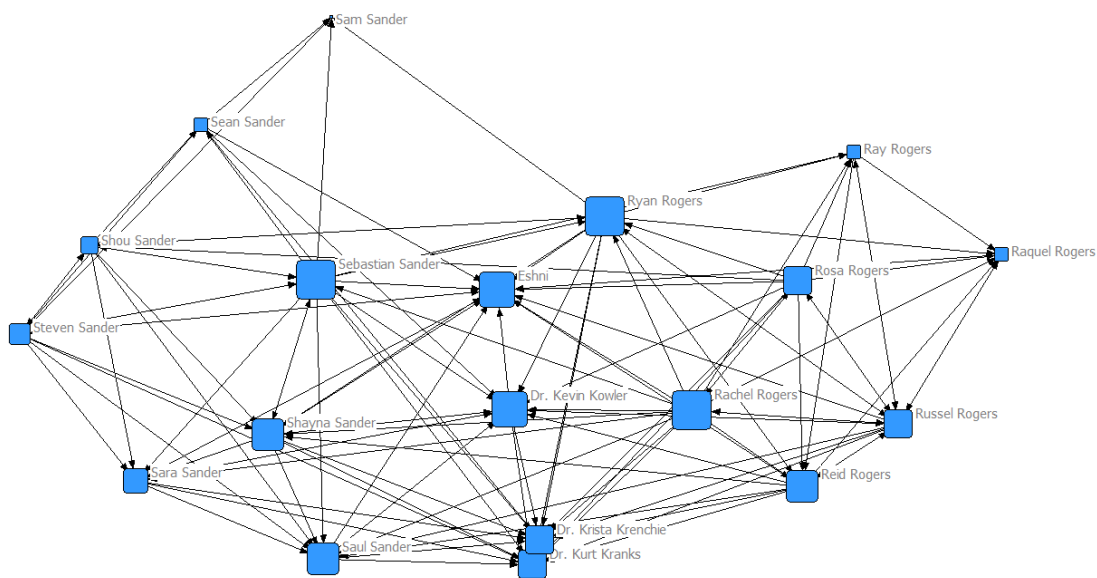 Sam Sander
Sean Sander
Ray Rogers
Ryan Rogers
Shou Sander
Raquel Rogers
Sebastian Sander
Eshni
Rosa Rogers
Steven Sander
Dr. Kevin Kowler
Rachel Rogers
Russel Rogers
Shayna Sander
Sara Sander
Reid Rogers
Dr. Krista Krenchie
Saul Sander
Dr. Kurt Kranks